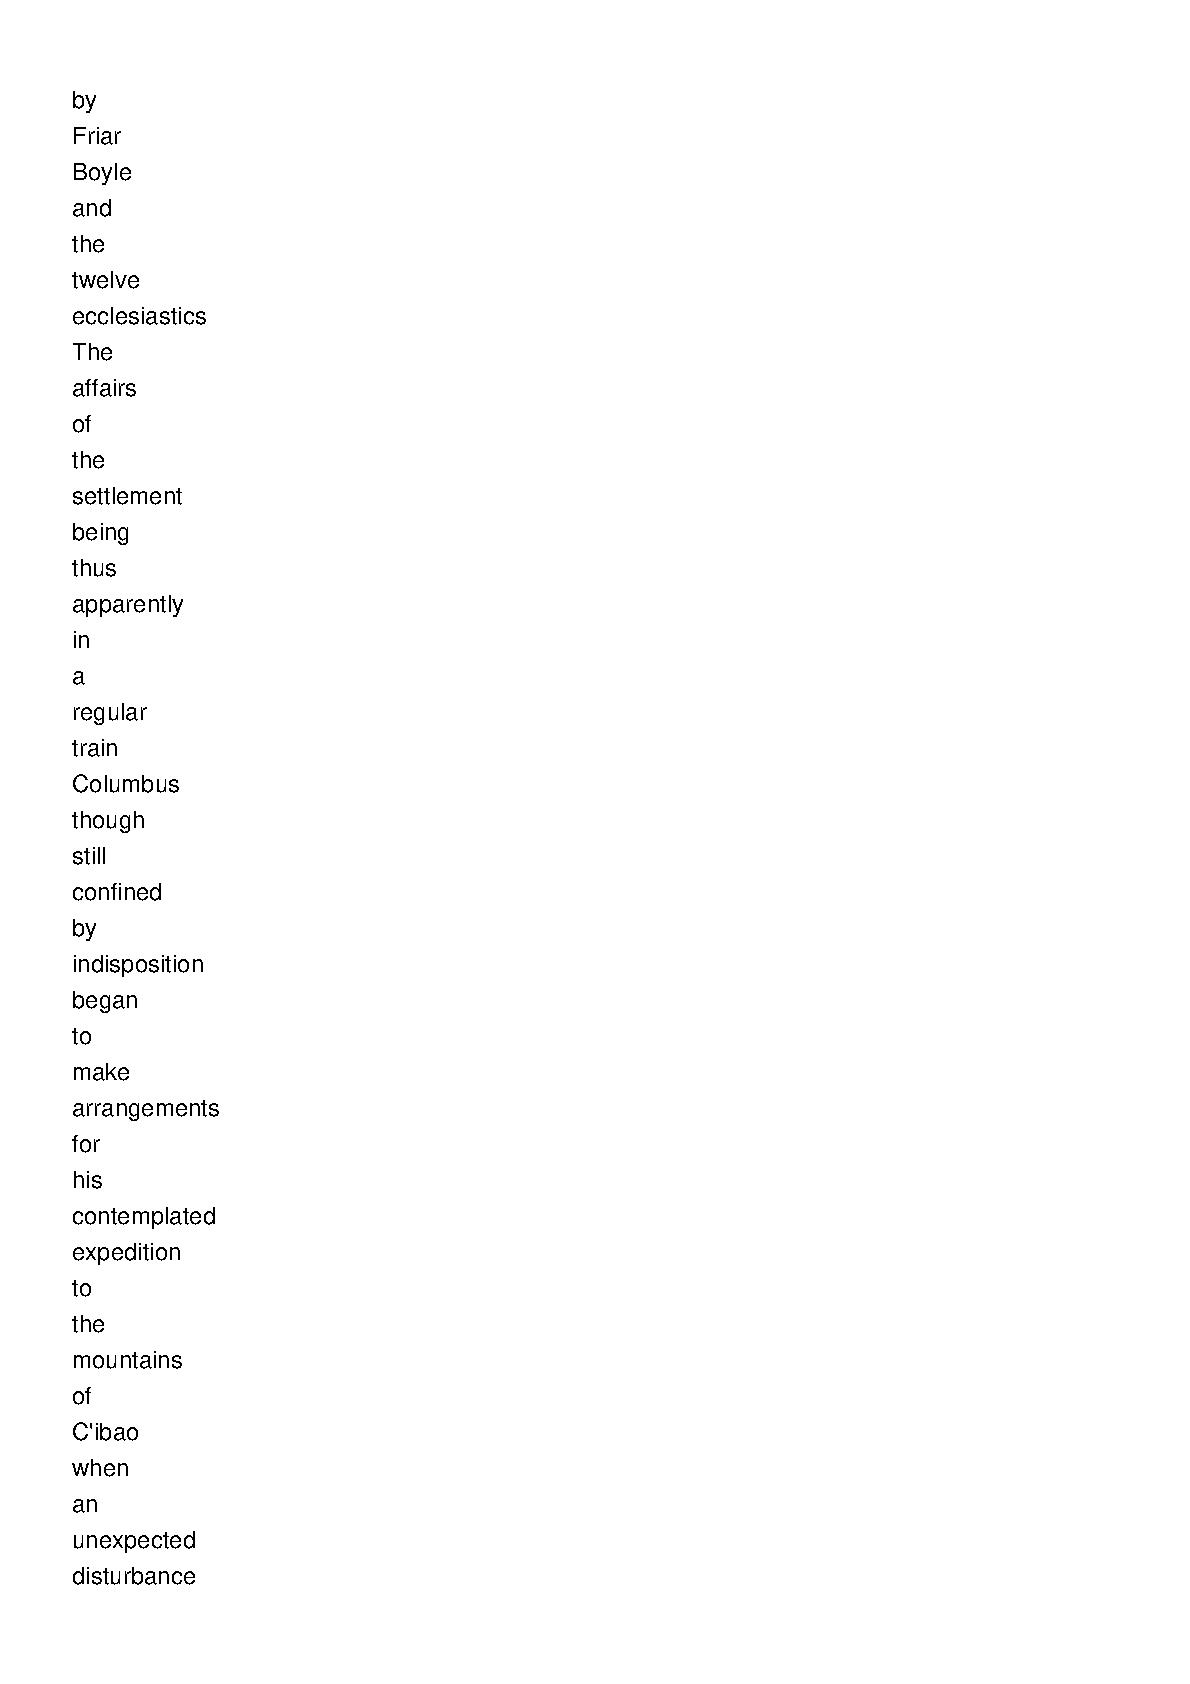 by
Friar
Boyle
and
the
twelve
ecclesiastics
The
affairs
of
the
settlement
being
thus
apparently
in
a
regular
train
Columbus
though
still
confined
by
indisposition
began
to
make
arrangements
for
his
contemplated
expedition
to
the
mountains
of
C'ibao
when
an
unexpected
disturbance